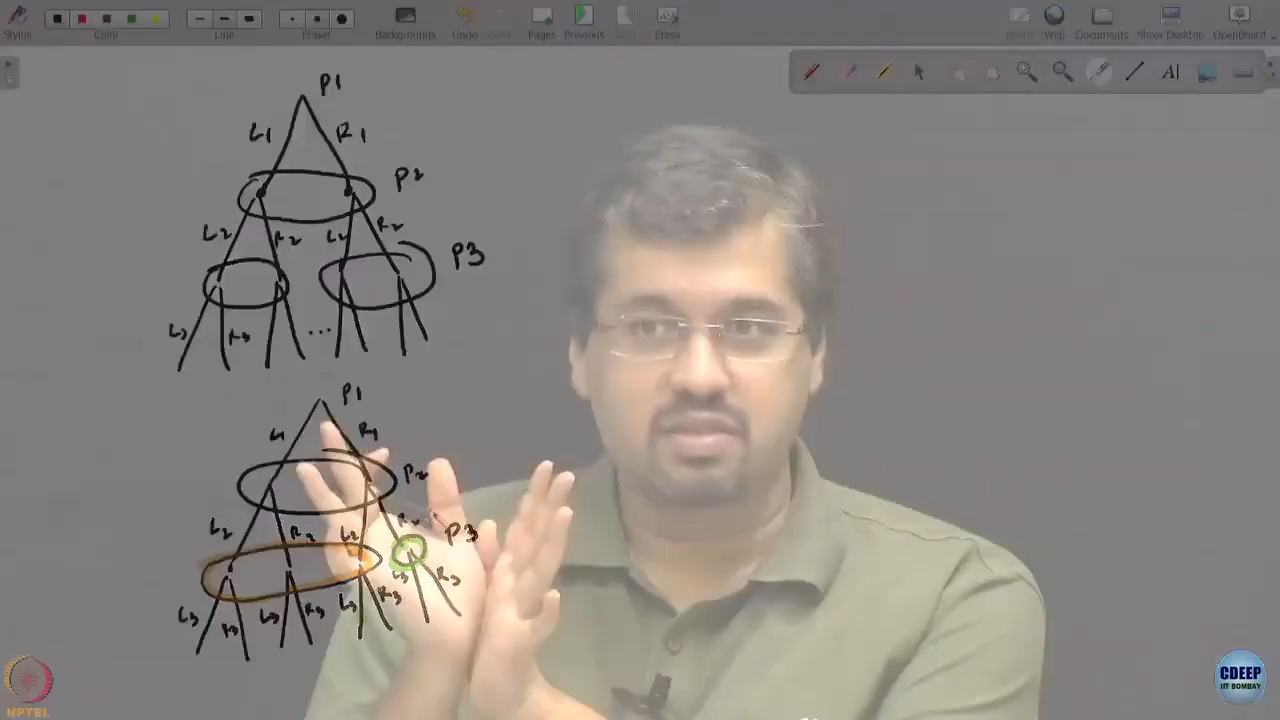 Stylus Color Line Eraser Backgrounds Undo Pages Previous Erase Web Documents Show Desktop OpenBoard
P1
L1 R1
P2
L2 R2 L2 R2
P3
L3 R3 ...
P1
L1 R1
P2
L2 R2 L2 R2
P3
L3 R3 L3 R3 L3 R3 L3 R3
NPTEL
CDEEP
IIT BOMBAY